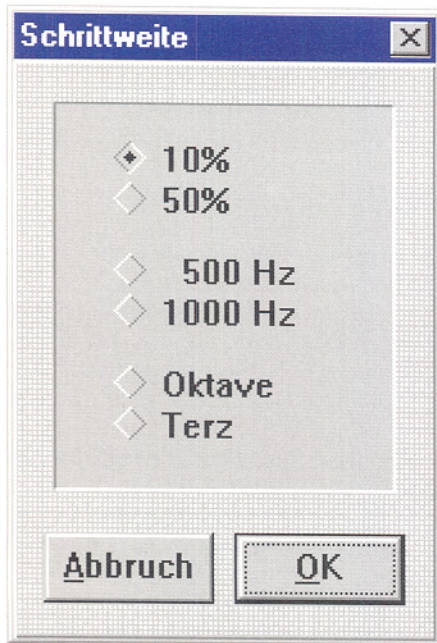 Schrittweite
10%
50%
500 Hz
1000 Hz
Oktave
Terz
Abbruch
OK